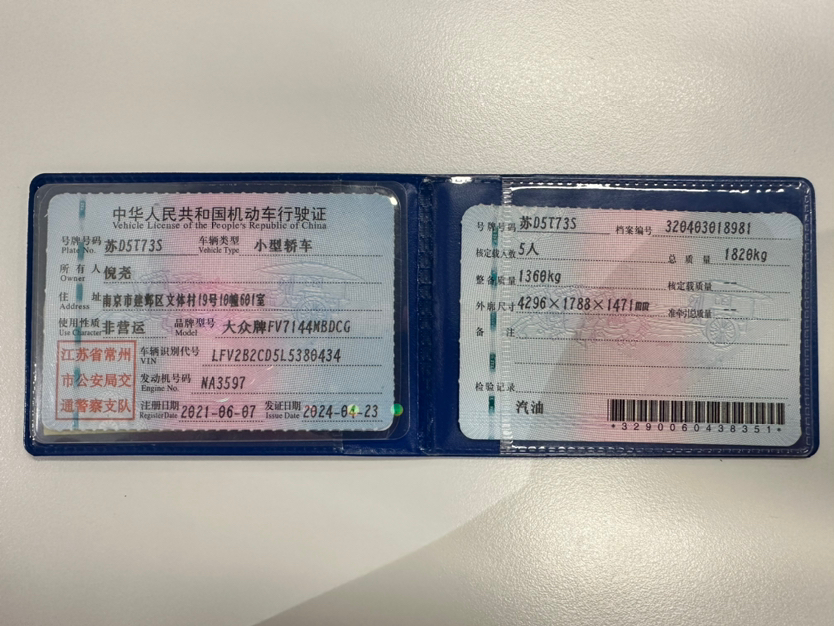 中华人民共和国机动车行驶证
Vehicle License of the People's Republic of China
号牌号码 苏D5T73S 车辆类型 小型轿车
Plate No. Vehicle Type
所有人 倪尧
Owner
住址 南京市建邺区文体村19号10幢601室
Address
使用性质 非营运 品牌型号 大众牌FV7144MBDCG
Use Character Model
江苏省常州
市公安局交
通警察支队
车辆识别代号 LFV2B2CD5L5380434
VIN
发动机号码 NA3597
Engine No.
注册日期 2021-06-07 发证日期 2024-04-23
Register Date Issue Date
号牌号码 苏D5T73S 档案编号 320403018981
核定载人数 5人 总质量 1820kg
整备质量 1360kg 核定载质量 --
外廓尺寸 4296×1788×1471mm 准牵引总质量 --
备注
检验记录
汽油
*3290060438351*